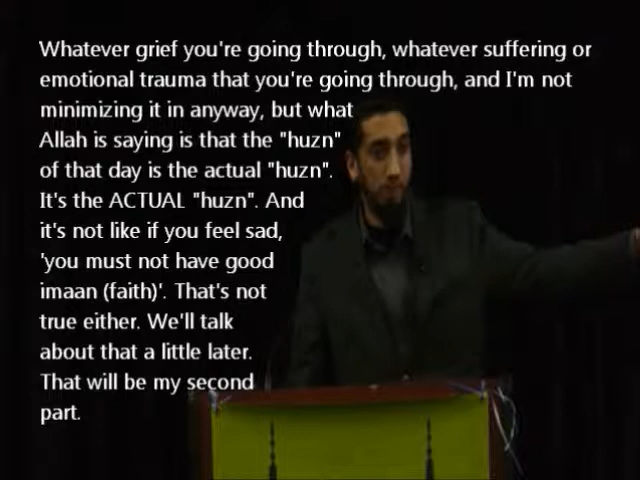 Whatever grief you're going through, whatever suffering or
emotional trauma that you're going through, and I'm not
minimizing it in anyway, but what
Allah is saying is that the "huzn"
of that day is the actual "huzn".
It's the ACTUAL "huzn". And
it's not like if you feel sad,
'you must not have good
imaan (faith)'. That's not
true either. We'll talk
about that a little later.
That will be my second
part.